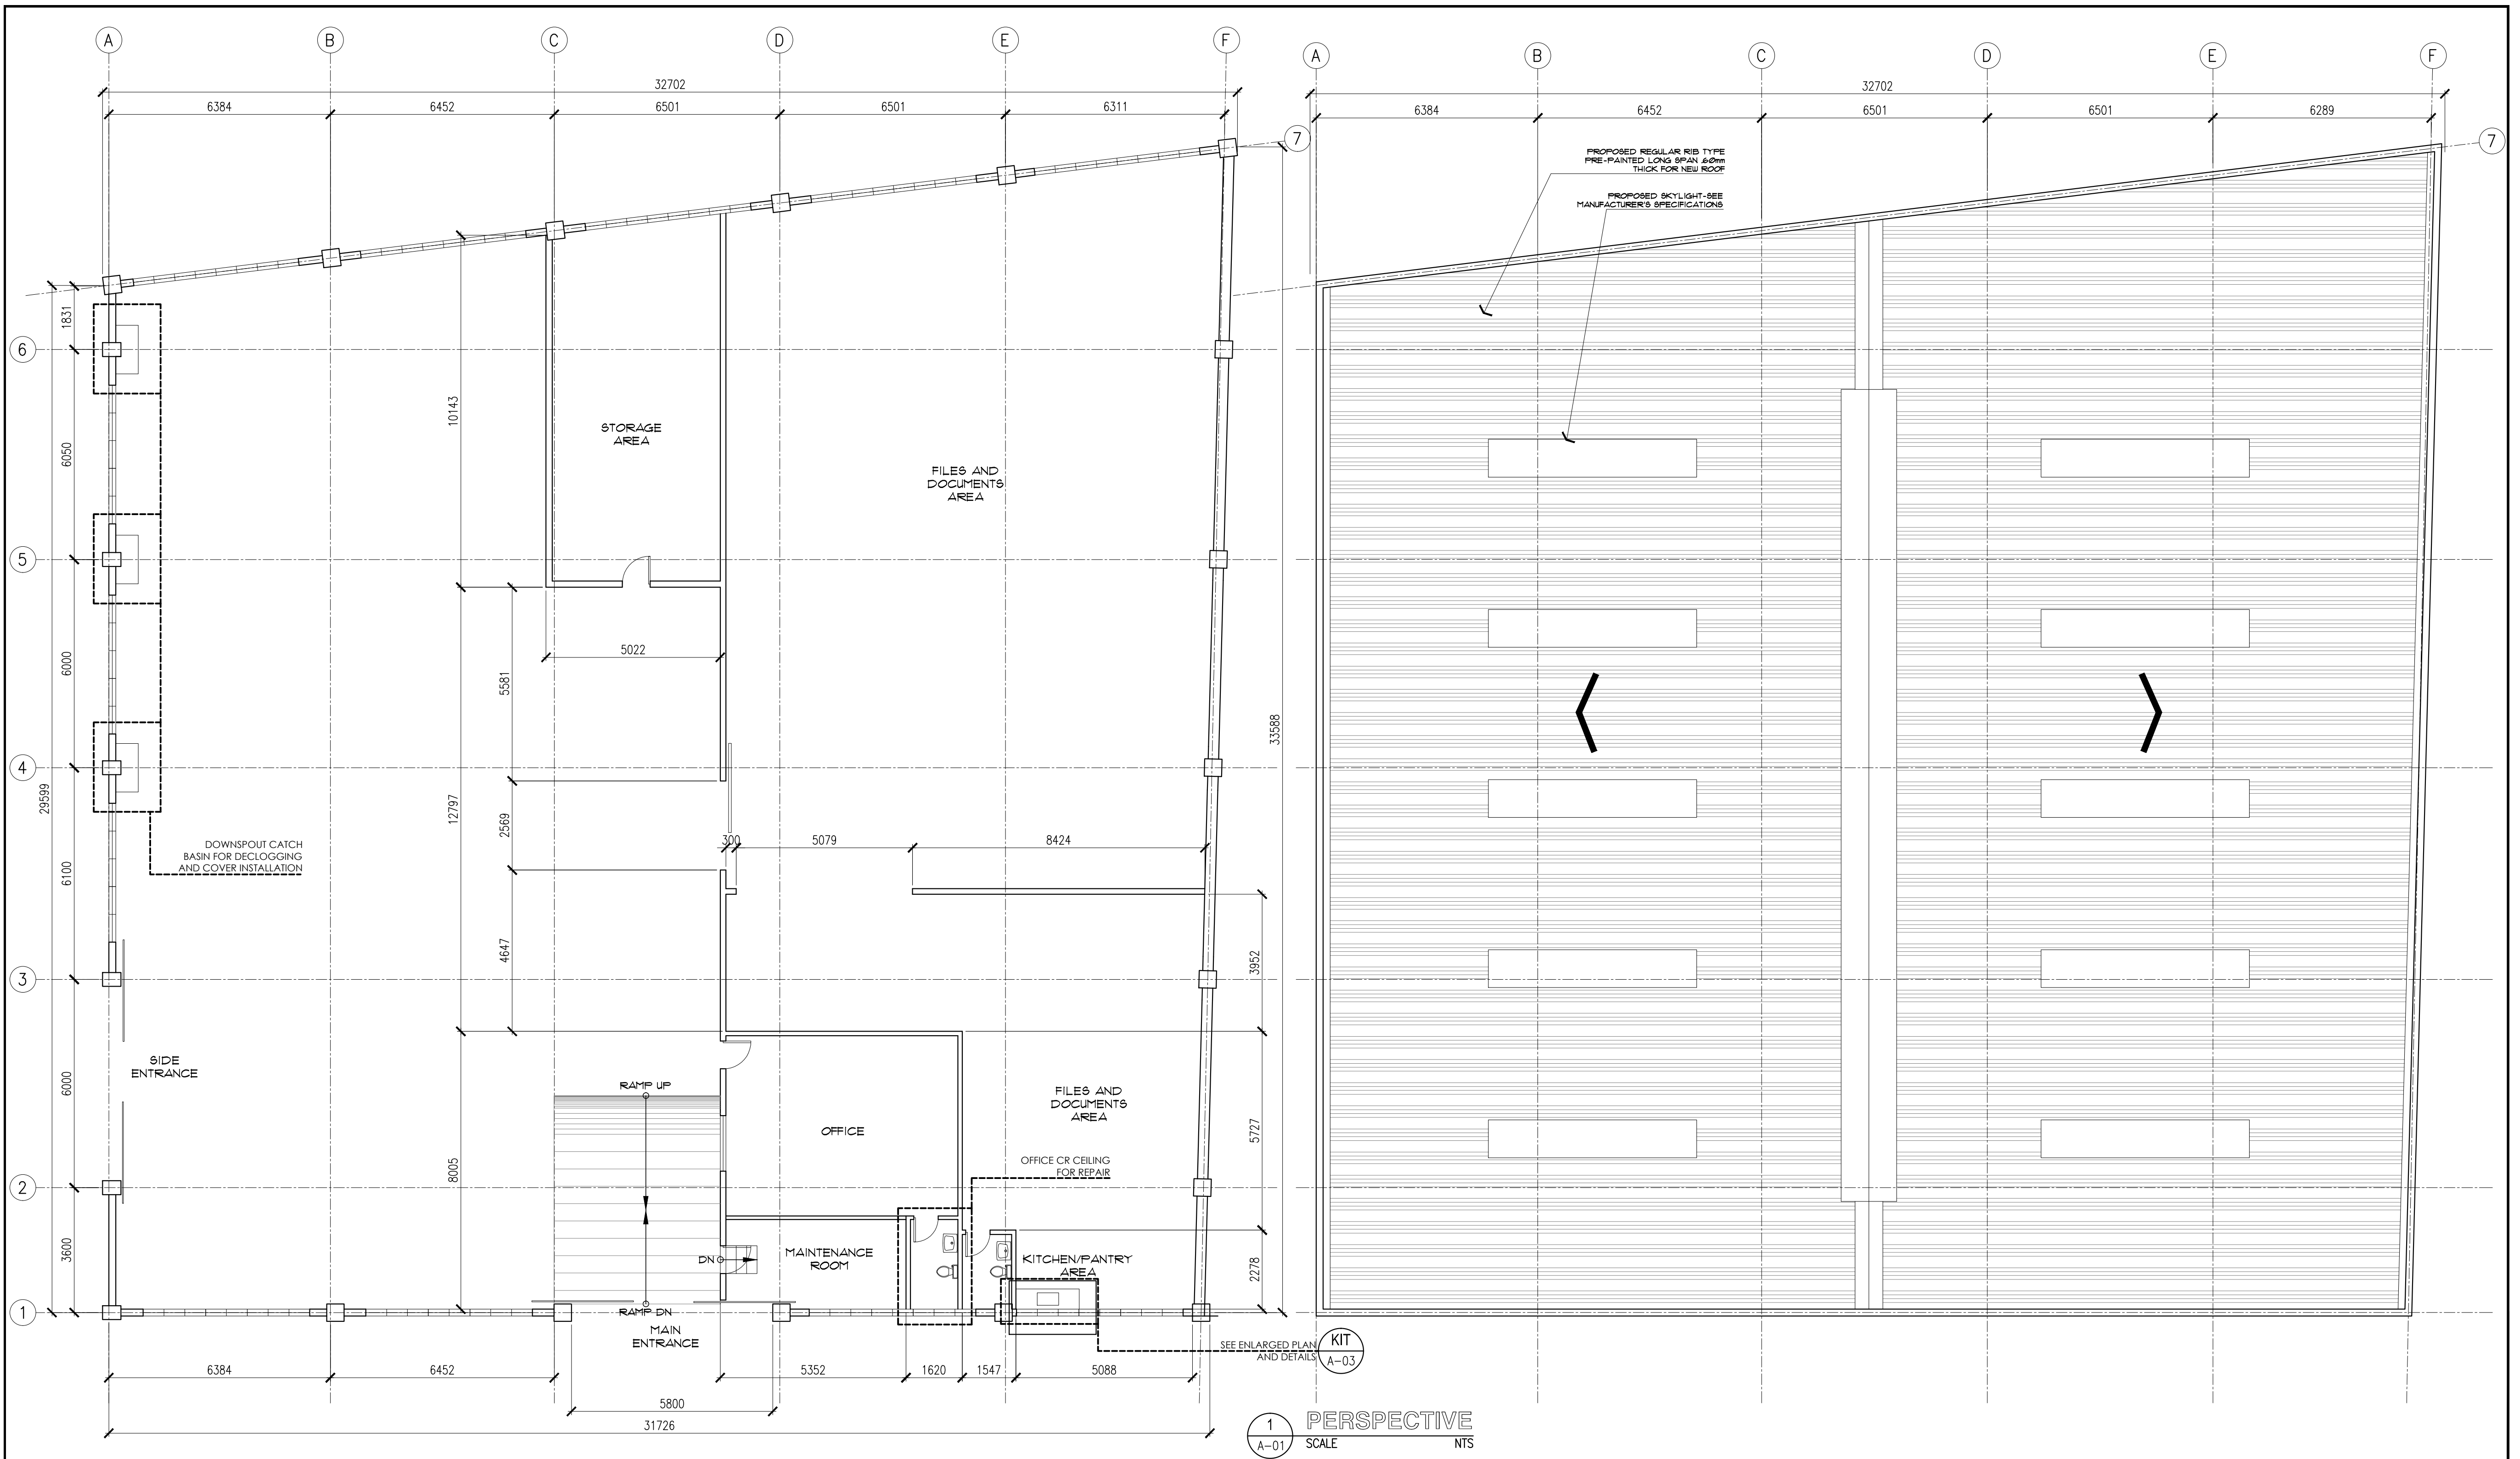 A
B
C
D
E
F
32702
6384
6452
6501
6501
6311
7
1831
6
6050
5
6000
4
29599
6100
3
6000
2
3600
1
10143
STORAGE
AREA
FILES AND
DOCUMENTS
AREA
5022
5581
12797
2569
4647
33588
300
5079
8424
3952
DOWNSPOUT CATCH
BASIN FOR DECLOGGING
AND COVER INSTALLATION
SIDE
ENTRANCE
RAMP UP
OFFICE
FILES AND
DOCUMENTS
AREA
5727
8005
OFFICE CR CEILING
FOR REPAIR
DN
MAINTENANCE
ROOM
KITCHEN/PANTRY
AREA
2278
RAMP DN
MAIN
ENTRANCE
SEE ENLARGED PLAN
AND DETAILS
KIT
A-03
6384
6452
5352
1620
1547
5088
5800
31726
A
B
C
D
E
F
32702
6384
6452
6501
6501
6289
7
PROPOSED REGULAR RIB TYPE
PRE-PAINTED LONG SPAN .60mm
THICK FOR NEW ROOF
PROPOSED SKYLIGHT-SEE
MANUFACTURER'S SPECIFICATIONS
1
A-01
PERSPECTIVE
SCALE NTS